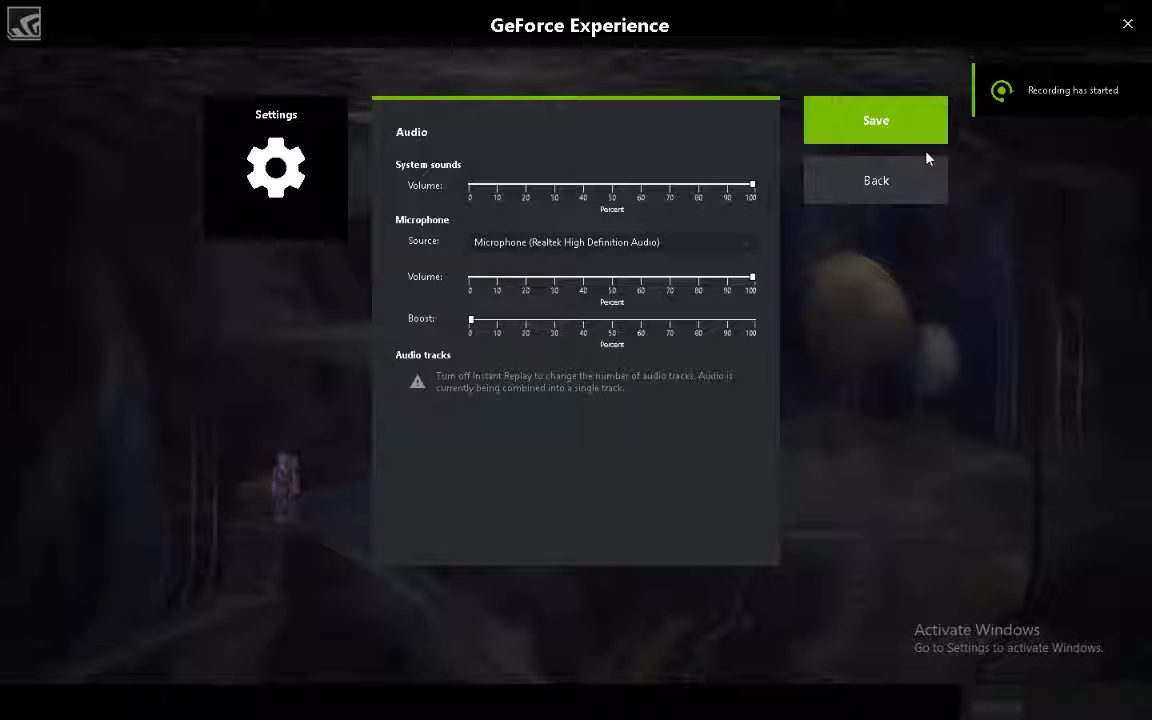 GeForce Experience
Recording has started
Settings
Save
Back
Audio
System sounds
Volume:
0 10 20 30 40 50 60 70 80 90 100
Percent
Microphone
Source: Microphone (Realtek High Definition Audio)
Volume:
0 10 20 30 40 50 60 70 80 90 100
Percent
Boost:
0 10 20 30 40 50 60 70 80 90 100
Percent
Audio tracks
Turn off Instant Replay to change the number of audio tracks. Audio is
currently being combined into a single track.
Activate Windows
Go to Settings to activate Windows.